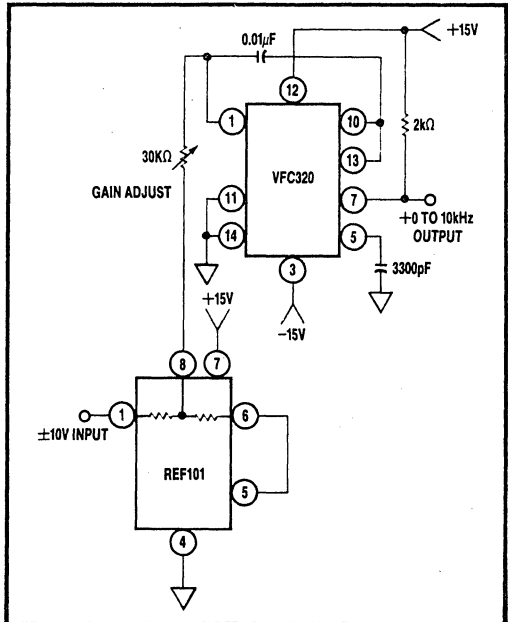 +15V
0.01µF
12
1
10
2kΩ
30KΩ
13
VFC320
GAIN ADJUST
11
7
+0 TO 10kHz
OUTPUT
14
5
3
3300pF
+15V
−15V
8
7
1
6
±10V INPUT
REF101
5
4